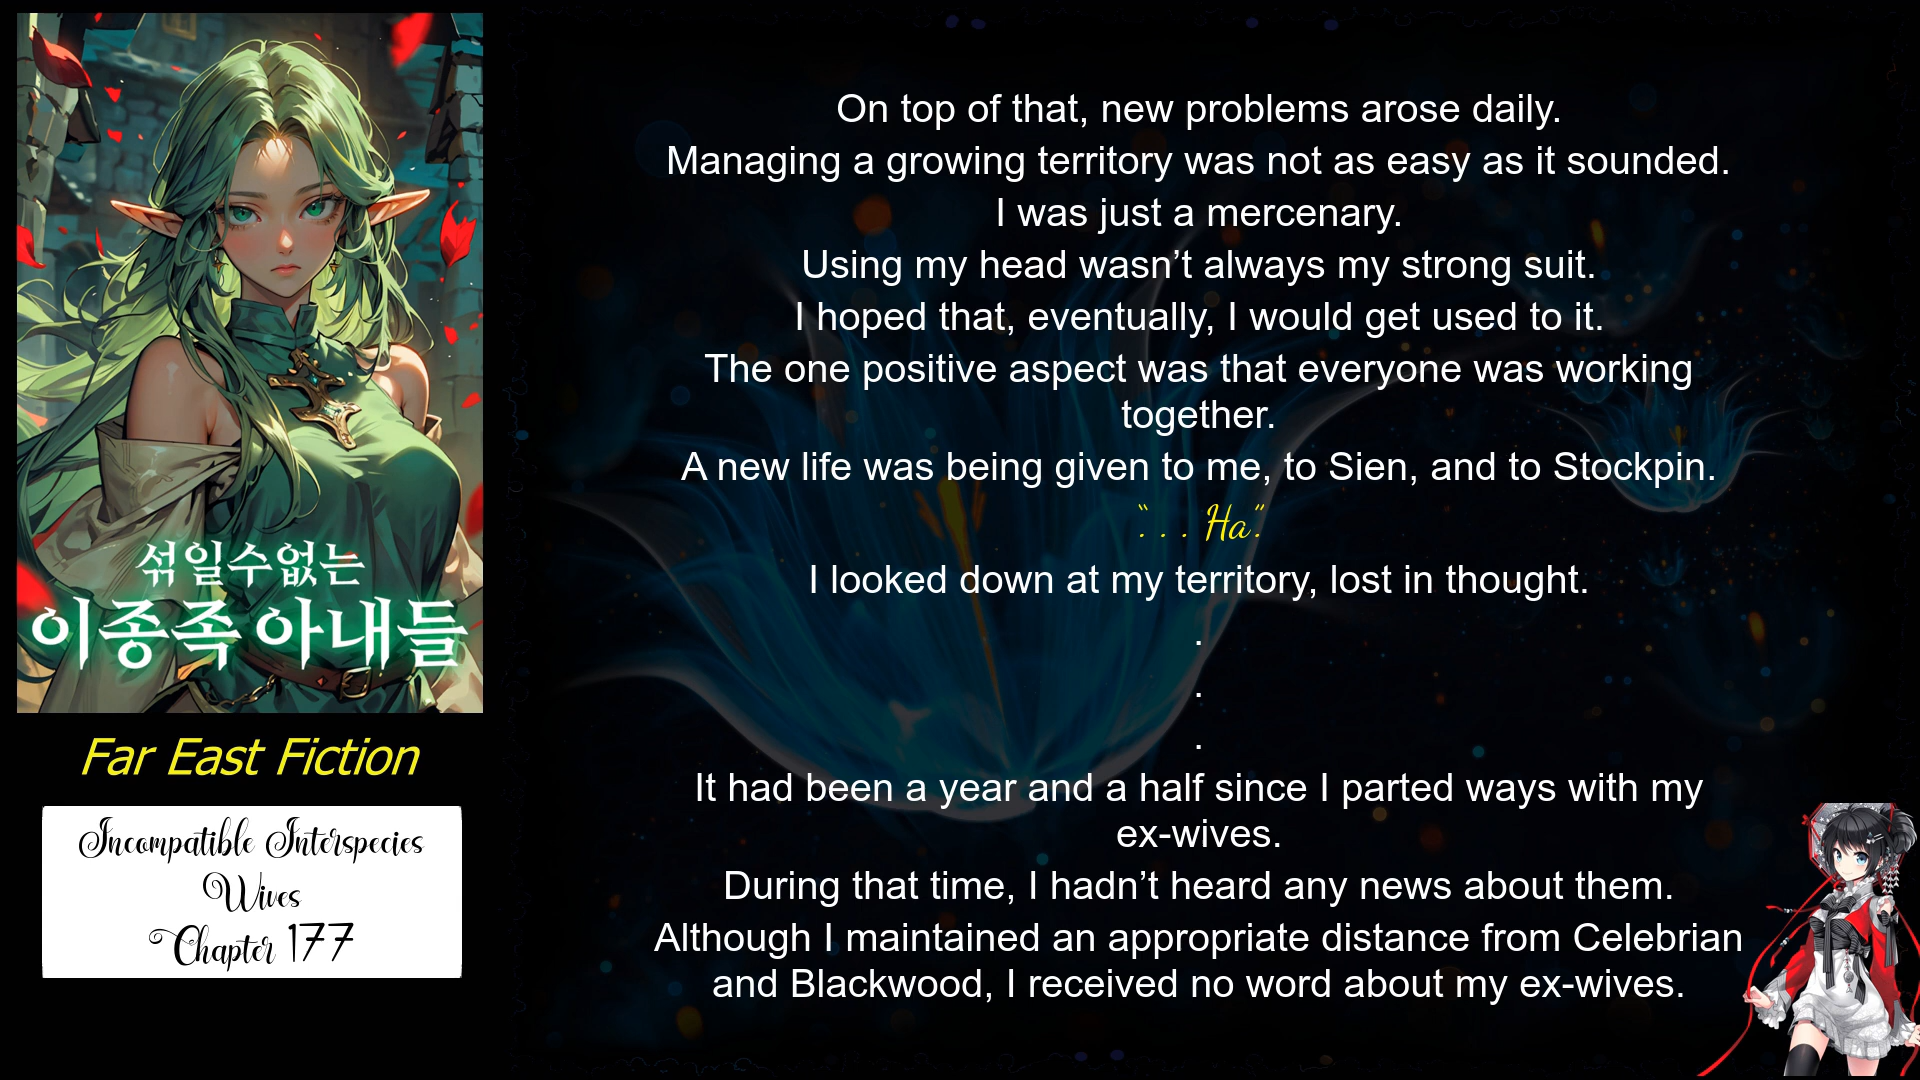 섞일수없는
이종족 아내들
Far East Fiction
Incompatible Interspecies
Wives
Chapter 177
On top of that, new problems arose daily.
Managing a growing territory was not as easy as it sounded.
I was just a mercenary.
Using my head wasn’t always my strong suit.
I hoped that, eventually, I would get used to it.
The one positive aspect was that everyone was working
together.
A new life was being given to me, to Sien, and to Stockpin.
“. . . Ha”.
I looked down at my territory, lost in thought.
.
.
.
It had been a year and a half since I parted ways with my
ex-wives.
During that time, I hadn’t heard any news about them.
Although I maintained an appropriate distance from Celebrian
and Blackwood, I received no word about my ex-wives.